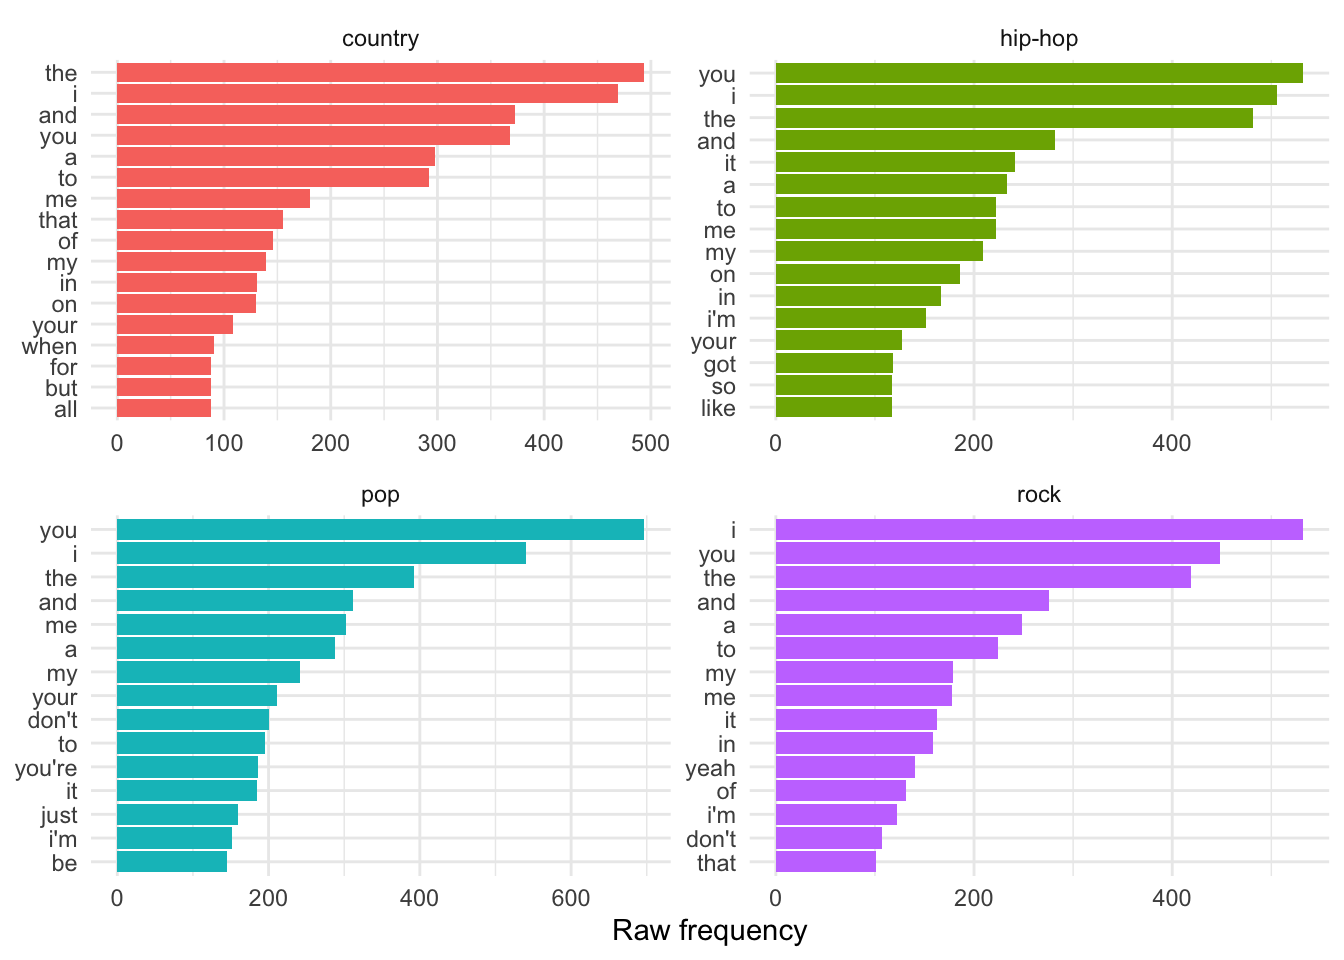 country
the
i
and
you
a
to
me
that
of
my
in
on
your
when
for
but
all
0 100 200 300 400 500
hip-hop
you
i
the
and
it
a
to
me
my
on
in
i'm
your
got
so
like
0 200 400
pop
you
i
the
and
me
a
my
your
don't
to
you're
it
just
i'm
be
0 200 400 600
rock
i
you
the
and
a
to
my
me
it
in
yeah
of
i'm
don't
that
0 200 400
Raw frequency